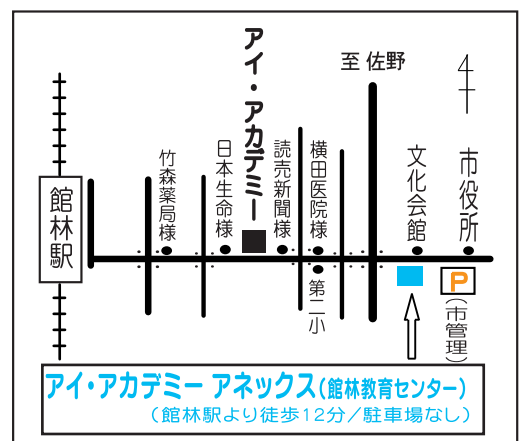 アイ・アカデミー
至 佐野
4
館林駅
竹森薬局様
日本生命様
読売新聞様
横田医院様
第二小
文化会館
市役所
P
(市管理)
アイ・アカデミー アネックス(館林教育センター)
(館林駅より徒歩12分/駐車場なし)